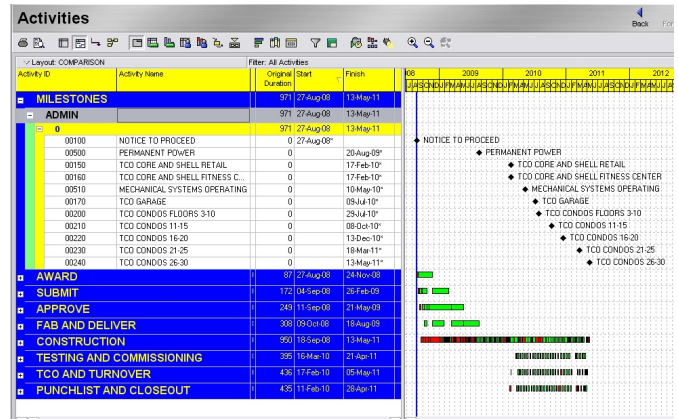 Activities
Back
For
Layout: COMPARISON Filter: All Activities
Activity ID Activity Name Original Duration Start Finish 08 2009 2010 2011 2012
MILESTONES 971 27-Aug-08 13-May-11
ADMIN 971 27-Aug-08 13-May-11
0 971 27-Aug-08 13-May-11
00100 NOTICE TO PROCEED 0 27-Aug-08* NOTICE TO PROCEED
00500 PERMANENT POWER 0 20-Aug-09* PERMANENT POWER
00150 TCO CORE AND SHELL RETAIL 0 17-Feb-10* TCO CORE AND SHELL RETAIL
00160 TCO CORE AND SHELL FITNESS C... 0 17-Feb-10* TCO CORE AND SHELL FITNESS CENTER
00510 MECHANICAL SYSTEMS OPERATING 0 10-May-10* MECHANICAL SYSTEMS OPERATING
00170 TCO GARAGE 0 09-Jul-10* TCO GARAGE
00200 TCO CONDOS FLOORS 3-10 0 29-Jul-10* TCO CONDOS FLOORS 3-10
00210 TCO CONDOS 11-15 0 08-Oct-10* TCO CONDOS 11-15
00220 TCO CONDOS 16-20 0 13-Dec-10* TCO CONDOS 16-20
00230 TCO CONDOS 21-25 0 18-Mar-11* TCO CONDOS 21-25
00240 TCO CONDOS 26-30 0 13-May-11* TCO CONDOS 26-30
AWARD 87 27-Aug-08 24-Nov-08
SUBMIT 172 04-Sep-08 26-Feb-09
APPROVE 249 11-Sep-08 21-May-09
FAB AND DELIVER 308 09-Oct-08 18-Aug-09
CONSTRUCTION 950 18-Sep-08 13-May-11
TESTING AND COMMISSIONING 395 16-Mar-10 21-Apr-11
TCO AND TURNOVER 436 17-Feb-10 05-May-11
PUNCHLIST AND CLOSEOUT 435 11-Feb-10 28-Apr-11